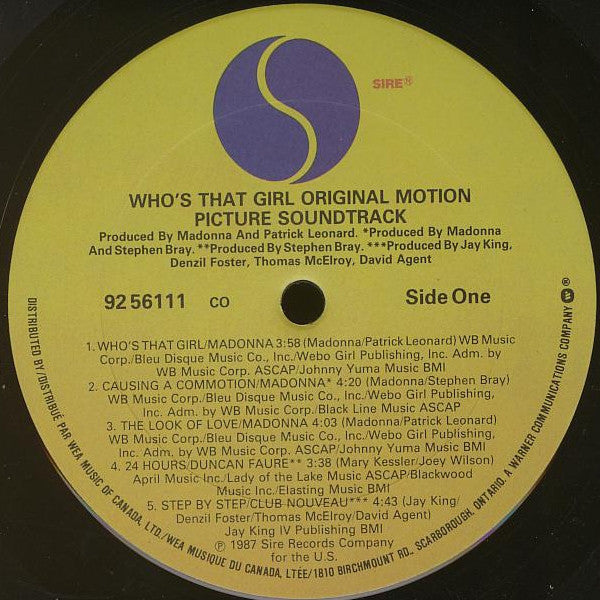 SIRE®
WHO'S THAT GIRL ORIGINAL MOTION
PICTURE SOUNDTRACK
Produced By Madonna And Patrick Leonard. *Produced By Madonna
And Stephen Bray. **Produced By Stephen Bray. ***Produced By Jay King,
Denzil Foster, Thomas McElroy, David Agent
92 56111 CO
Side One
1. WHO'S THAT GIRL/MADONNA 3:58 (Madonna/Patrick Leonard) WB Music
Corp./Bleu Disque Music Co., Inc./Webo Girl Publishing, Inc. Adm. by
WB Music Corp. ASCAP/Johnny Yuma Music BMI
2. CAUSING A COMMOTION/MADONNA* 4:20 (Madonna/Stephen Bray)
WB Music Corp./Bleu Disque Music Co., Inc./Webo Girl Publishing,
Inc. Adm. by WB Music Corp./Black Line Music ASCAP
3. THE LOOK OF LOVE/MADONNA 4:03 (Madonna/Patrick Leonard)
WB Music Corp./Bleu Disque Music Co., Inc./Webo Girl Publishing, Inc.
Adm. by WB Music Corp. ASCAP/Johnny Yuma Music BMI
4. 24 HOURS/DUNCAN FAURE** 3:38 (Mary Kessler/Joey Wilson)
April Music Inc./Lady of the Lake Music ASCAP/Blackwood
Music Inc./Elasting Music BMI
5. STEP BY STEP/CLUB NOUVEAU*** 4:43 (Jay King/
Denzil Foster/Thomas McElroy/David Agent)
Jay King IV Publishing BMI
℗ 1987 Sire Records Company
for the U.S.
DISTRIBUTED BY/DISTRIBUÉ PAR WEA MUSIC OF CANADA, LTD./WEA MUSIQUE DU CANADA, LTÉE/1810 BIRCHMOUNT RD., SCARBOROUGH, ONTARIO. A WARNER COMMUNICATIONS COMPANY ®